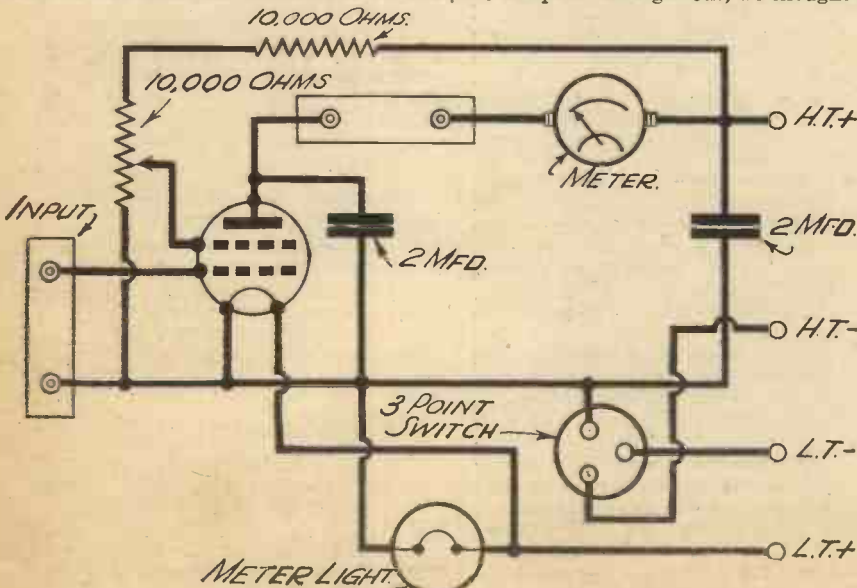 10,000 OHMS.
10,000 OHMS
H.T.+
METER.
INPUT
2 MFD.
2 MFD.
H.T.-
3 POINT
SWITCH
L.T.-
L.T.+
METER LIGHT.